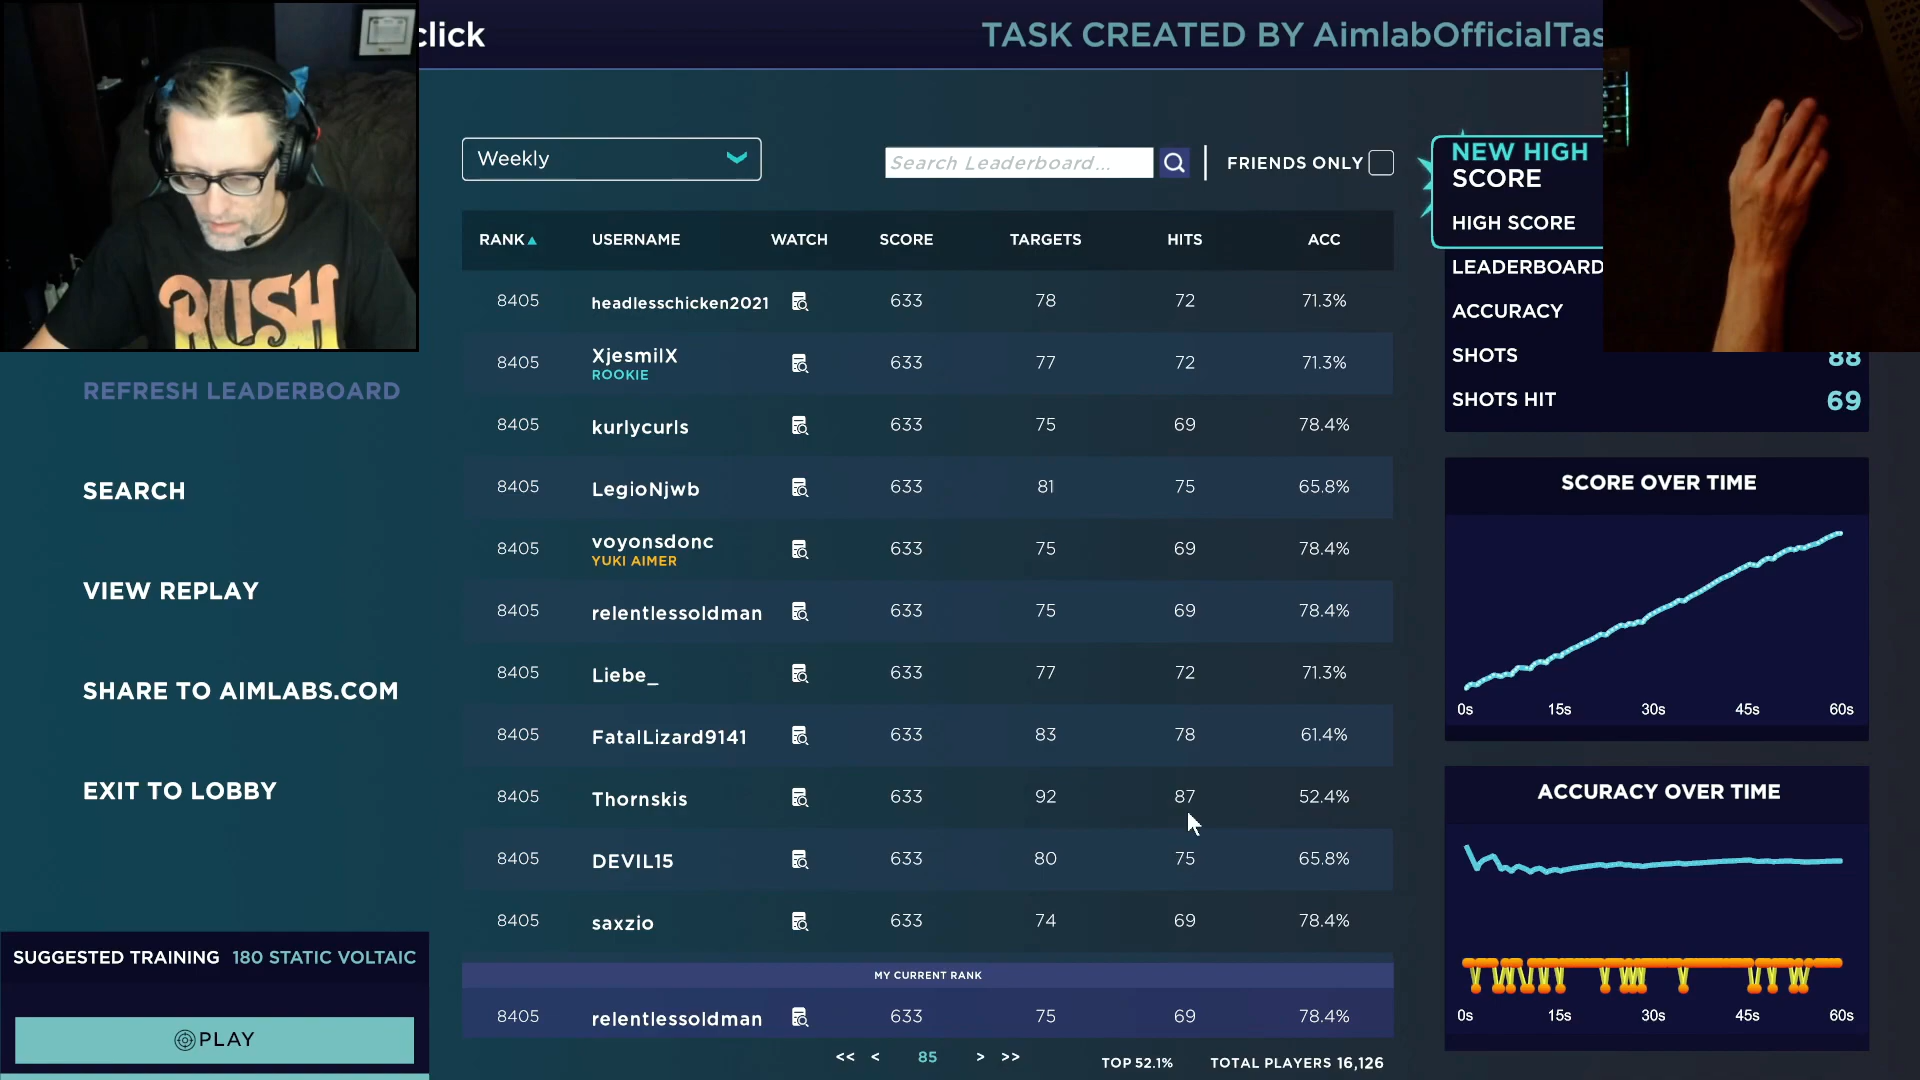 click
TASK CREATED BY AimlabOfficialTas
RUSH
Weekly
Search Leaderboard...
FRIENDS ONLY
NEW HIGH
SCORE
HIGH SCORE
LEADERBOARD
ACCURACY
SHOTS 88
SHOTS HIT 69
REFRESH LEADERBOARD
SEARCH
VIEW REPLAY
SHARE TO AIMLABS.COM
EXIT TO LOBBY
SUGGESTED TRAINING 180 STATIC VOLTAIC
PLAY
RANK USERNAME WATCH SCORE TARGETS HITS ACC
8405 headlesschicken2021 633 78 72 71.3%
8405 XjesmilX 633 77 72 71.3%
ROOKIE
8405 kurlycurls 633 75 69 78.4%
8405 LegioNjwb 633 81 75 65.8%
8405 voyonsdonc 633 75 69 78.4%
YUKI AIMER
8405 relentlessoldman 633 75 69 78.4%
8405 Liebe_ 633 77 72 71.3%
8405 FatalLizard9141 633 83 78 61.4%
8405 Thornskis 633 92 87 52.4%
8405 DEVIL15 633 80 75 65.8%
8405 saxzio 633 74 69 78.4%
MY CURRENT RANK
8405 relentlessoldman 633 75 69 78.4%
<< < 85 > >>
TOP 52.1% TOTAL PLAYERS 16,126
SCORE OVER TIME
0s 15s 30s 45s 60s
ACCURACY OVER TIME
0s 15s 30s 45s 60s